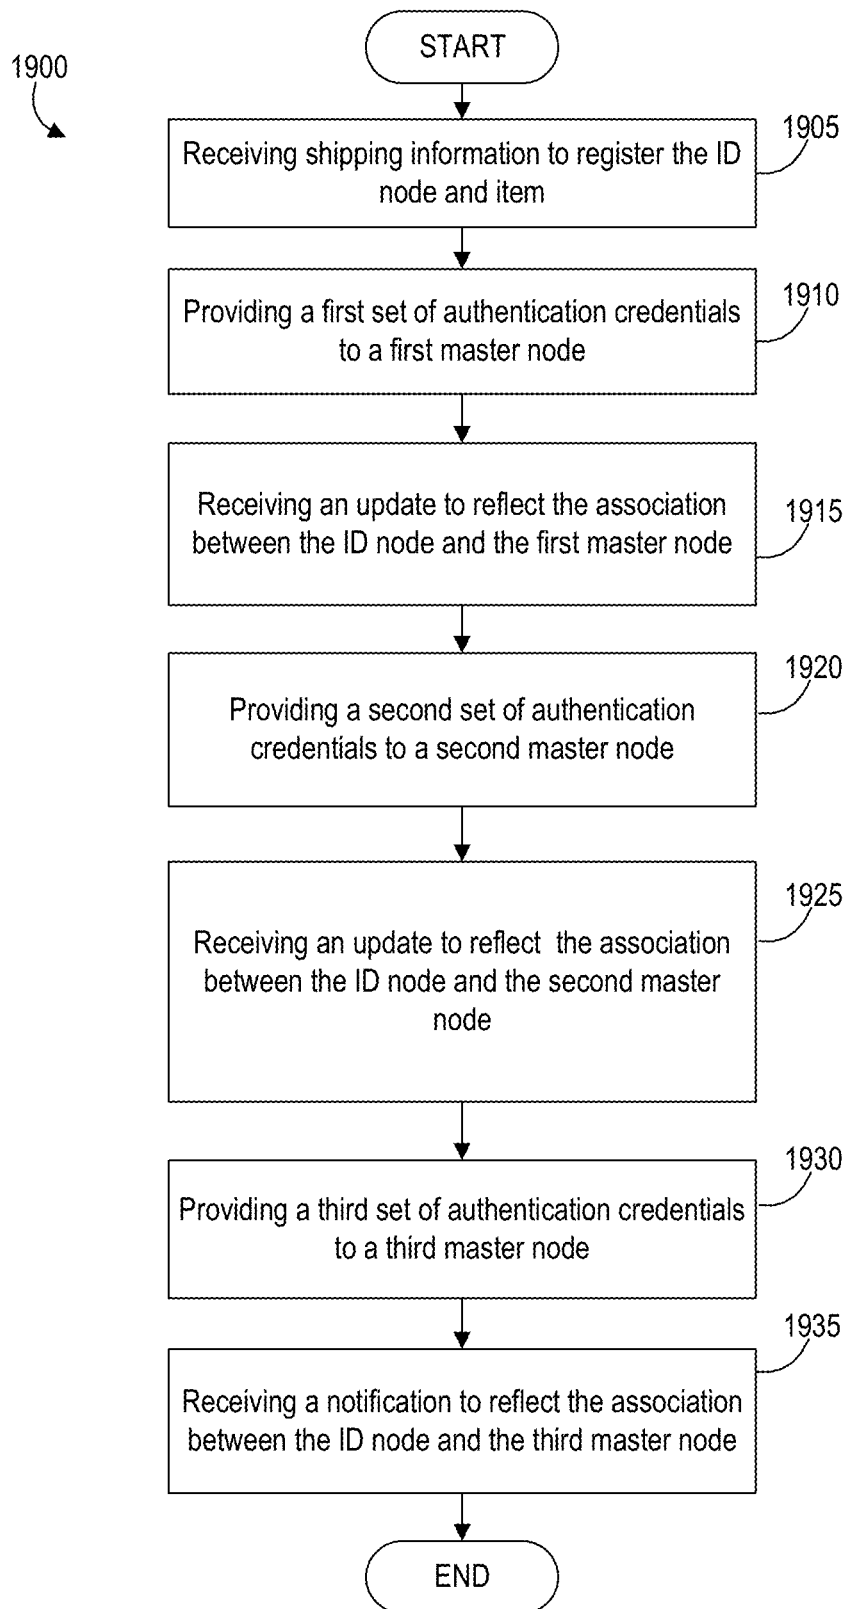 START
1900
1905
Receiving shipping information to register the ID
node and item
1910
Providing a first set of authentication credentials
to a first master node
Receiving an update to reflect the association
between the ID node and the first master node
1915
1920
Providing a second set of authentication
credentials to a second master node
1925
Receiving an update to reflect the association
between the ID node and the second master
node
1930
Providing a third set of authentication credentials
to a third master node
1935
Receiving a notification to reflect the association
between the ID node and the third master node
END